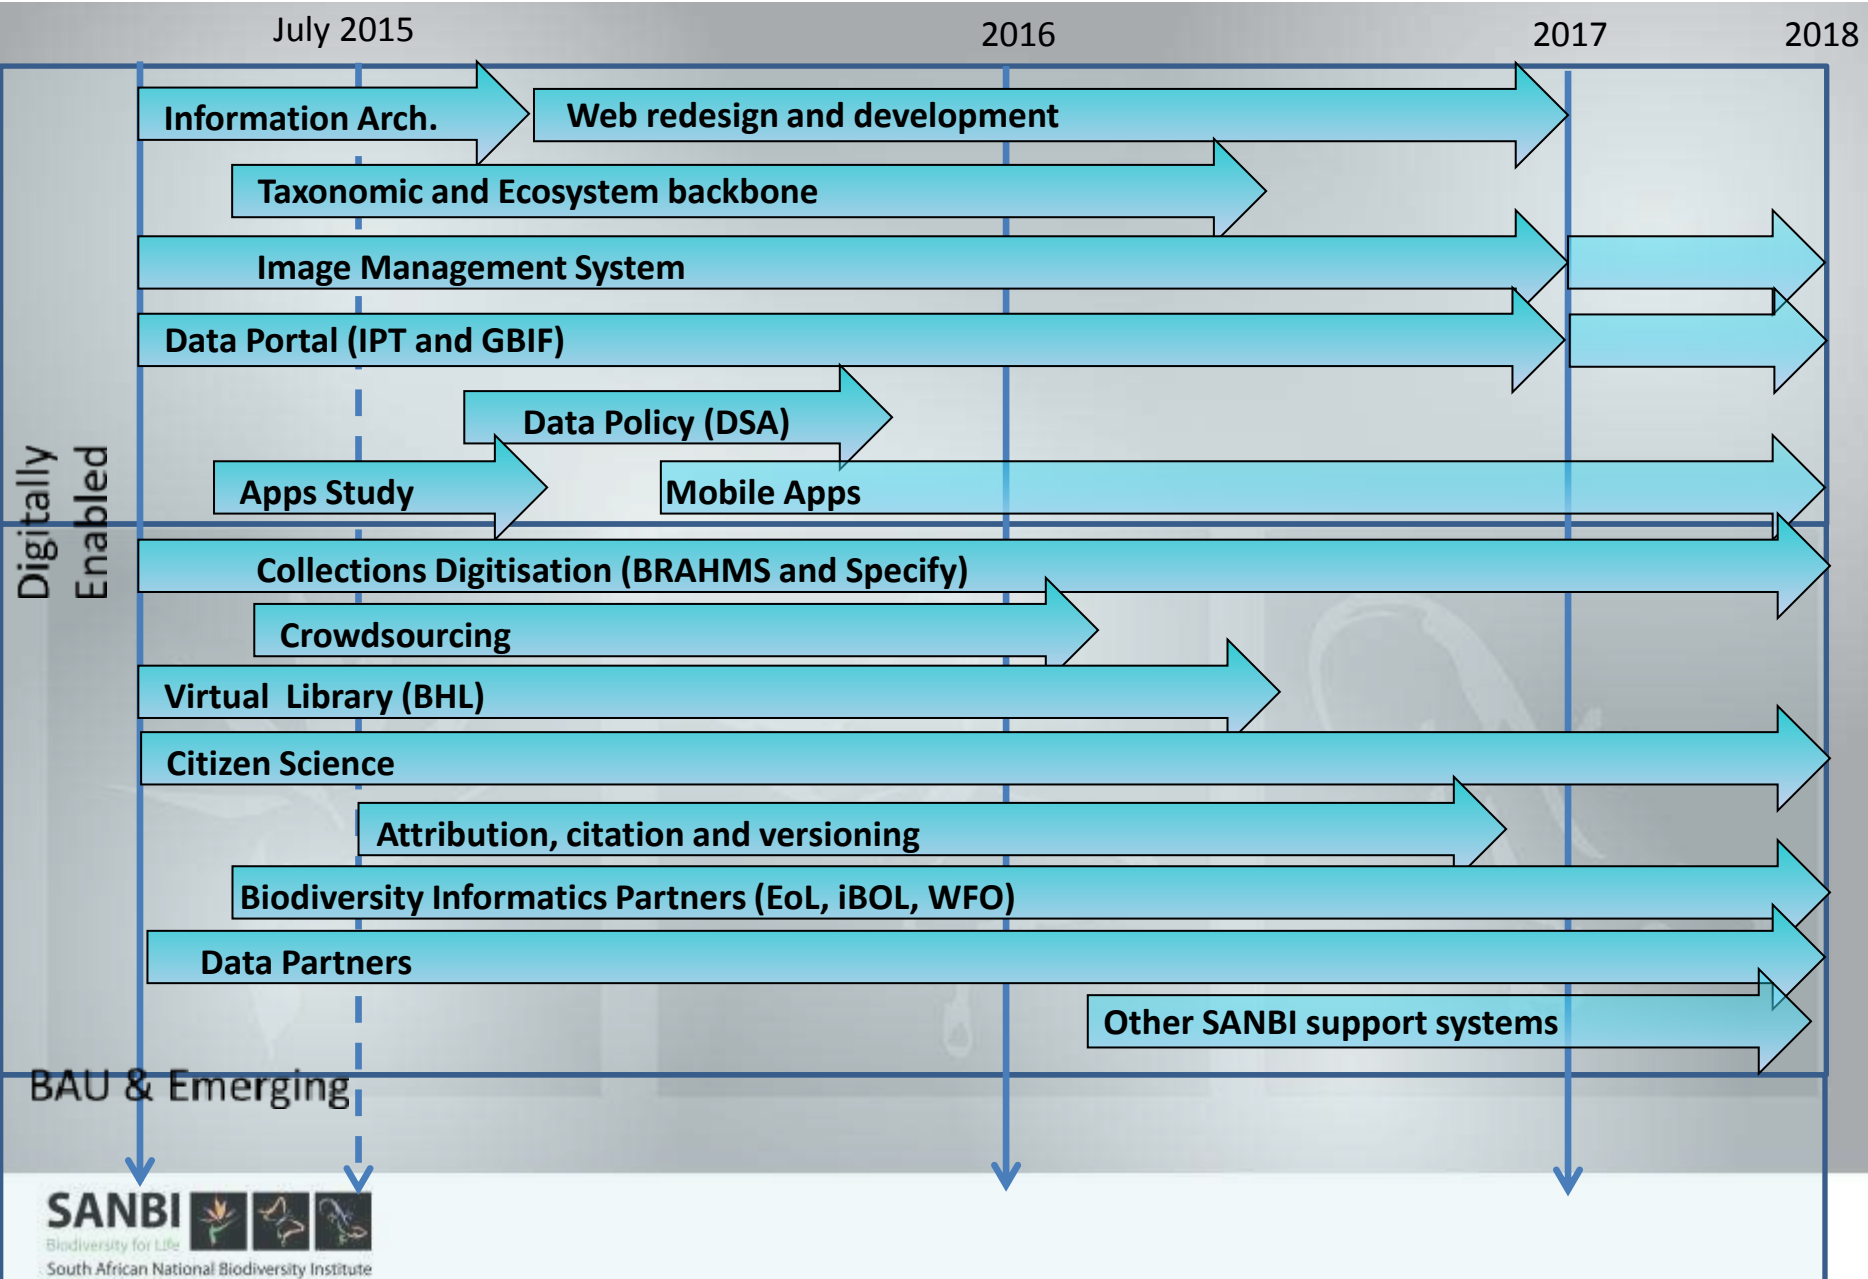 July 2015
2016
2017
2018
Information Arch.
Web redesign and development
Taxonomic and Ecosystem backbone
Image Management System
Data Portal (IPT and GBIF)
Data Policy (DSA)
Apps Study
Mobile Apps
Digitally
Enabled
Collections Digitisation (BRAHMS and Specify)
Crowdsourcing
Virtual Library (BHL)
Citizen Science
Attribution, citation and versioning
Biodiversity Informatics Partners (EoL, iBOL, WFO)
Data Partners
Other SANBI support systems
BAU & Emerging
SANBI
Biodiversity for Life
South African National Biodiversity Institute